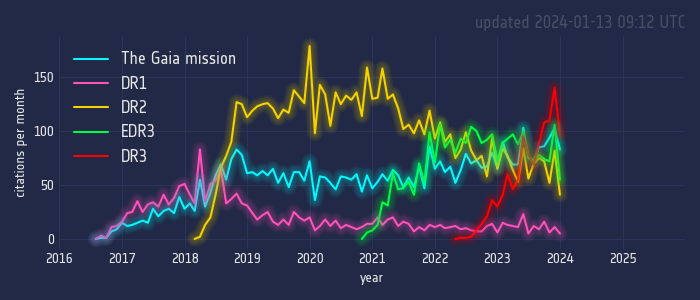 updated 2024-01-13 09:12 UTC
citations per month
150
100
50
0
The Gaia mission
DR1
DR2
EDR3
DR3
2016 2017 2018 2019 2020 2021 2022 2023 2024 2025
year